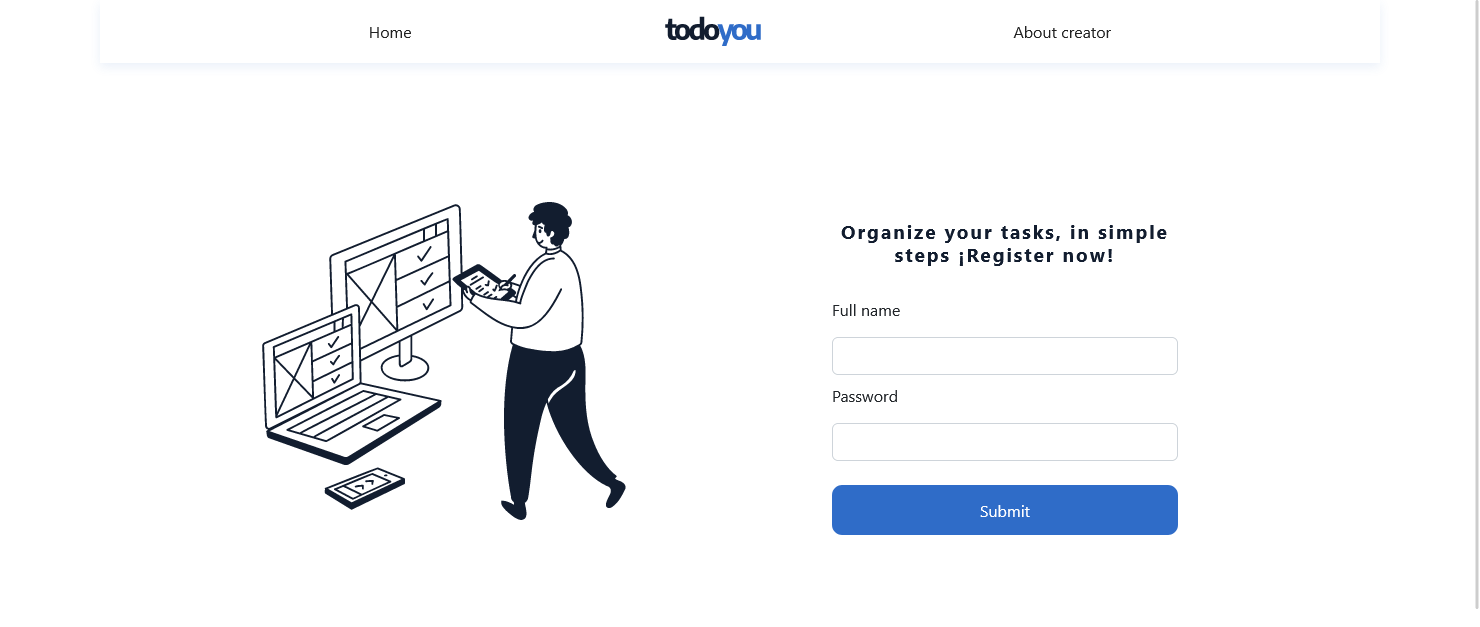 Home
todoyou
About creator
Organize your tasks, in simple
steps ¡Register now!
Full name
Password
Submit